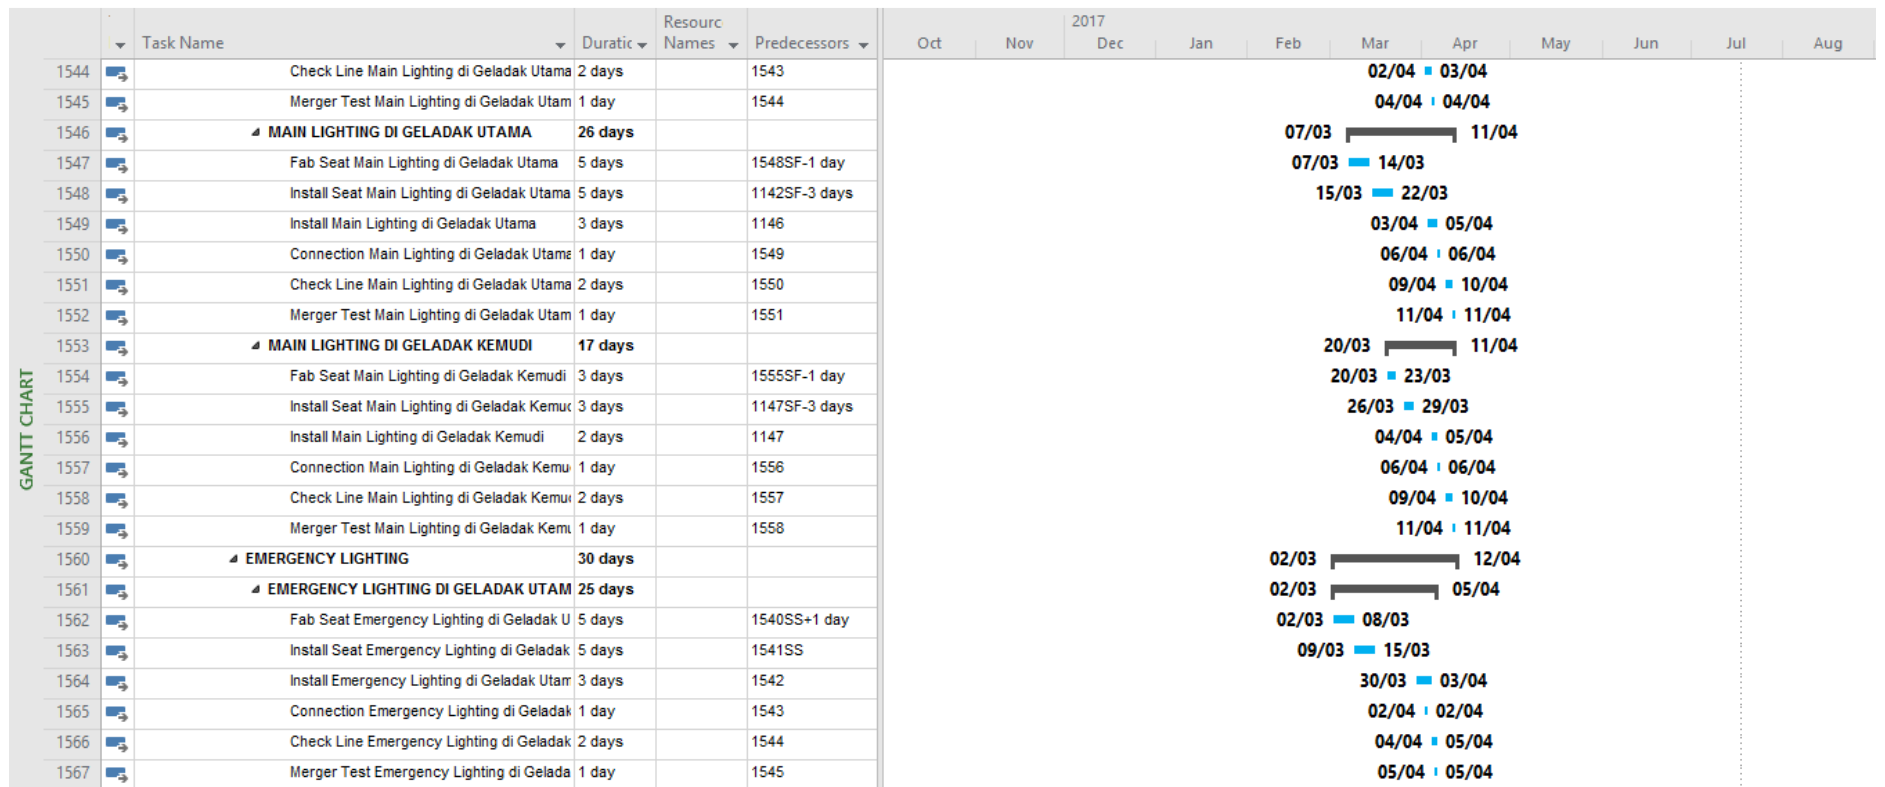 Task Name Duratic Resourc Names Predecessors 2017
Oct Nov Dec Jan Feb Mar Apr May Jun Jul Aug
GANTT CHART
1544 Check Line Main Lighting di Geladak Utama 2 days 1543 02/04 03/04
1545 Merger Test Main Lighting di Geladak Utam 1 day 1544 04/04 04/04
1546 MAIN LIGHTING DI GELADAK UTAMA 26 days 07/03 11/04
1547 Fab Seat Main Lighting di Geladak Utama 5 days 1548SF-1 day 07/03 14/03
1548 Install Seat Main Lighting di Geladak Utama 5 days 1142SF-3 days 15/03 22/03
1549 Install Main Lighting di Geladak Utama 3 days 1146 03/04 05/04
1550 Connection Main Lighting di Geladak Utama 1 day 1549 06/04 06/04
1551 Check Line Main Lighting di Geladak Utama 2 days 1550 09/04 10/04
1552 Merger Test Main Lighting di Geladak Utam 1 day 1551 11/04 11/04
1553 MAIN LIGHTING DI GELADAK KEMUDI 17 days 20/03 11/04
1554 Fab Seat Main Lighting di Geladak Kemudi 3 days 1555SF-1 day 20/03 23/03
1555 Install Seat Main Lighting di Geladak Kemuc 3 days 1147SF-3 days 26/03 29/03
1556 Install Main Lighting di Geladak Kemudi 2 days 1147 04/04 05/04
1557 Connection Main Lighting di Geladak Kemu 1 day 1556 06/04 06/04
1558 Check Line Main Lighting di Geladak Kemu 2 days 1557 09/04 10/04
1559 Merger Test Main Lighting di Geladak Kemu 1 day 1558 11/04 11/04
1560 EMERGENCY LIGHTING 30 days 02/03 12/04
1561 EMERGENCY LIGHTING DI GELADAK UTAM 25 days 02/03 05/04
1562 Fab Seat Emergency Lighting di Geladak U 5 days 1540SS+1 day 02/03 08/03
1563 Install Seat Emergency Lighting di Geladak 5 days 1541SS 09/03 15/03
1564 Install Emergency Lighting di Geladak Utam 3 days 1542 30/03 03/04
1565 Connection Emergency Lighting di Geladak 1 day 1543 02/04 02/04
1566 Check Line Emergency Lighting di Geladak 2 days 1544 04/04 05/04
1567 Merger Test Emergency Lighting di Gelada 1 day 1545 05/04 05/04